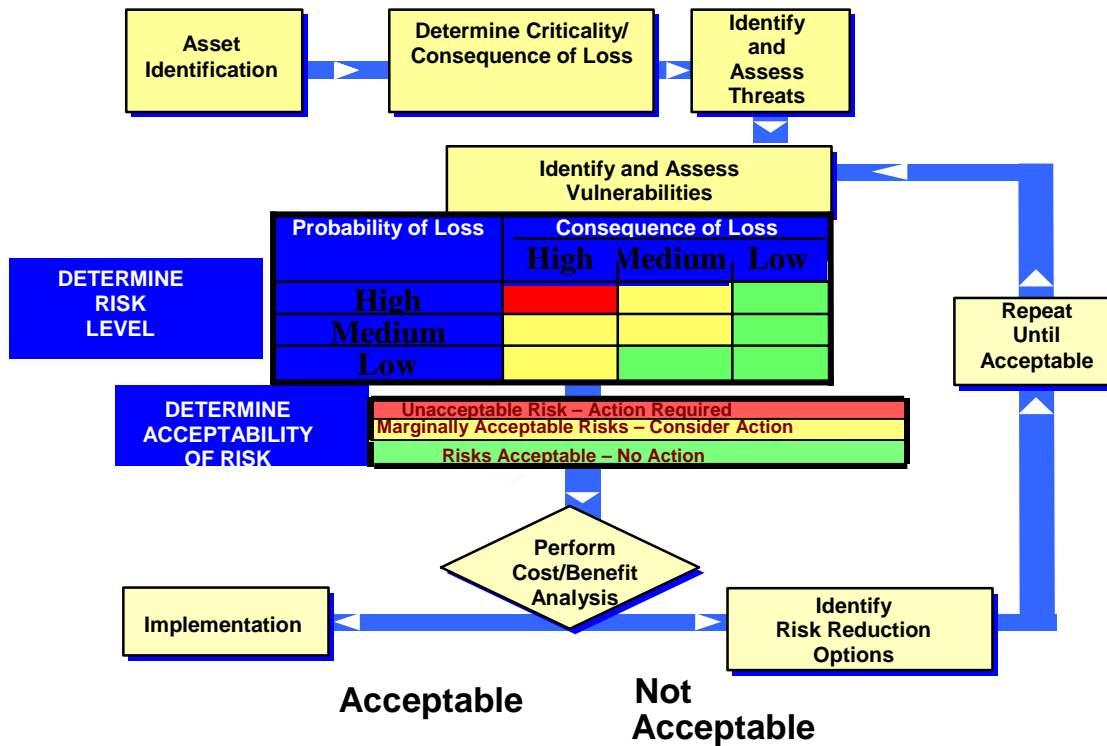 Asset
Identification
Determine Criticality/
Consequence of Loss
Identify
and
Assess
Threats
Identify and Assess
Vulnerabilities
Probability of Loss
Consequence of Loss
High Medium Low
High
Medium
Low
DETERMINE
RISK
LEVEL
Repeat
Until
Acceptable
DETERMINE
ACCEPTABILITY
OF RISK
Unacceptable Risk – Action Required
Marginally Acceptable Risks – Consider Action
Risks Acceptable – No Action
Perform
Cost/Benefit
Analysis
Implementation
Identify
Risk Reduction
Options
Acceptable
Not
Acceptable